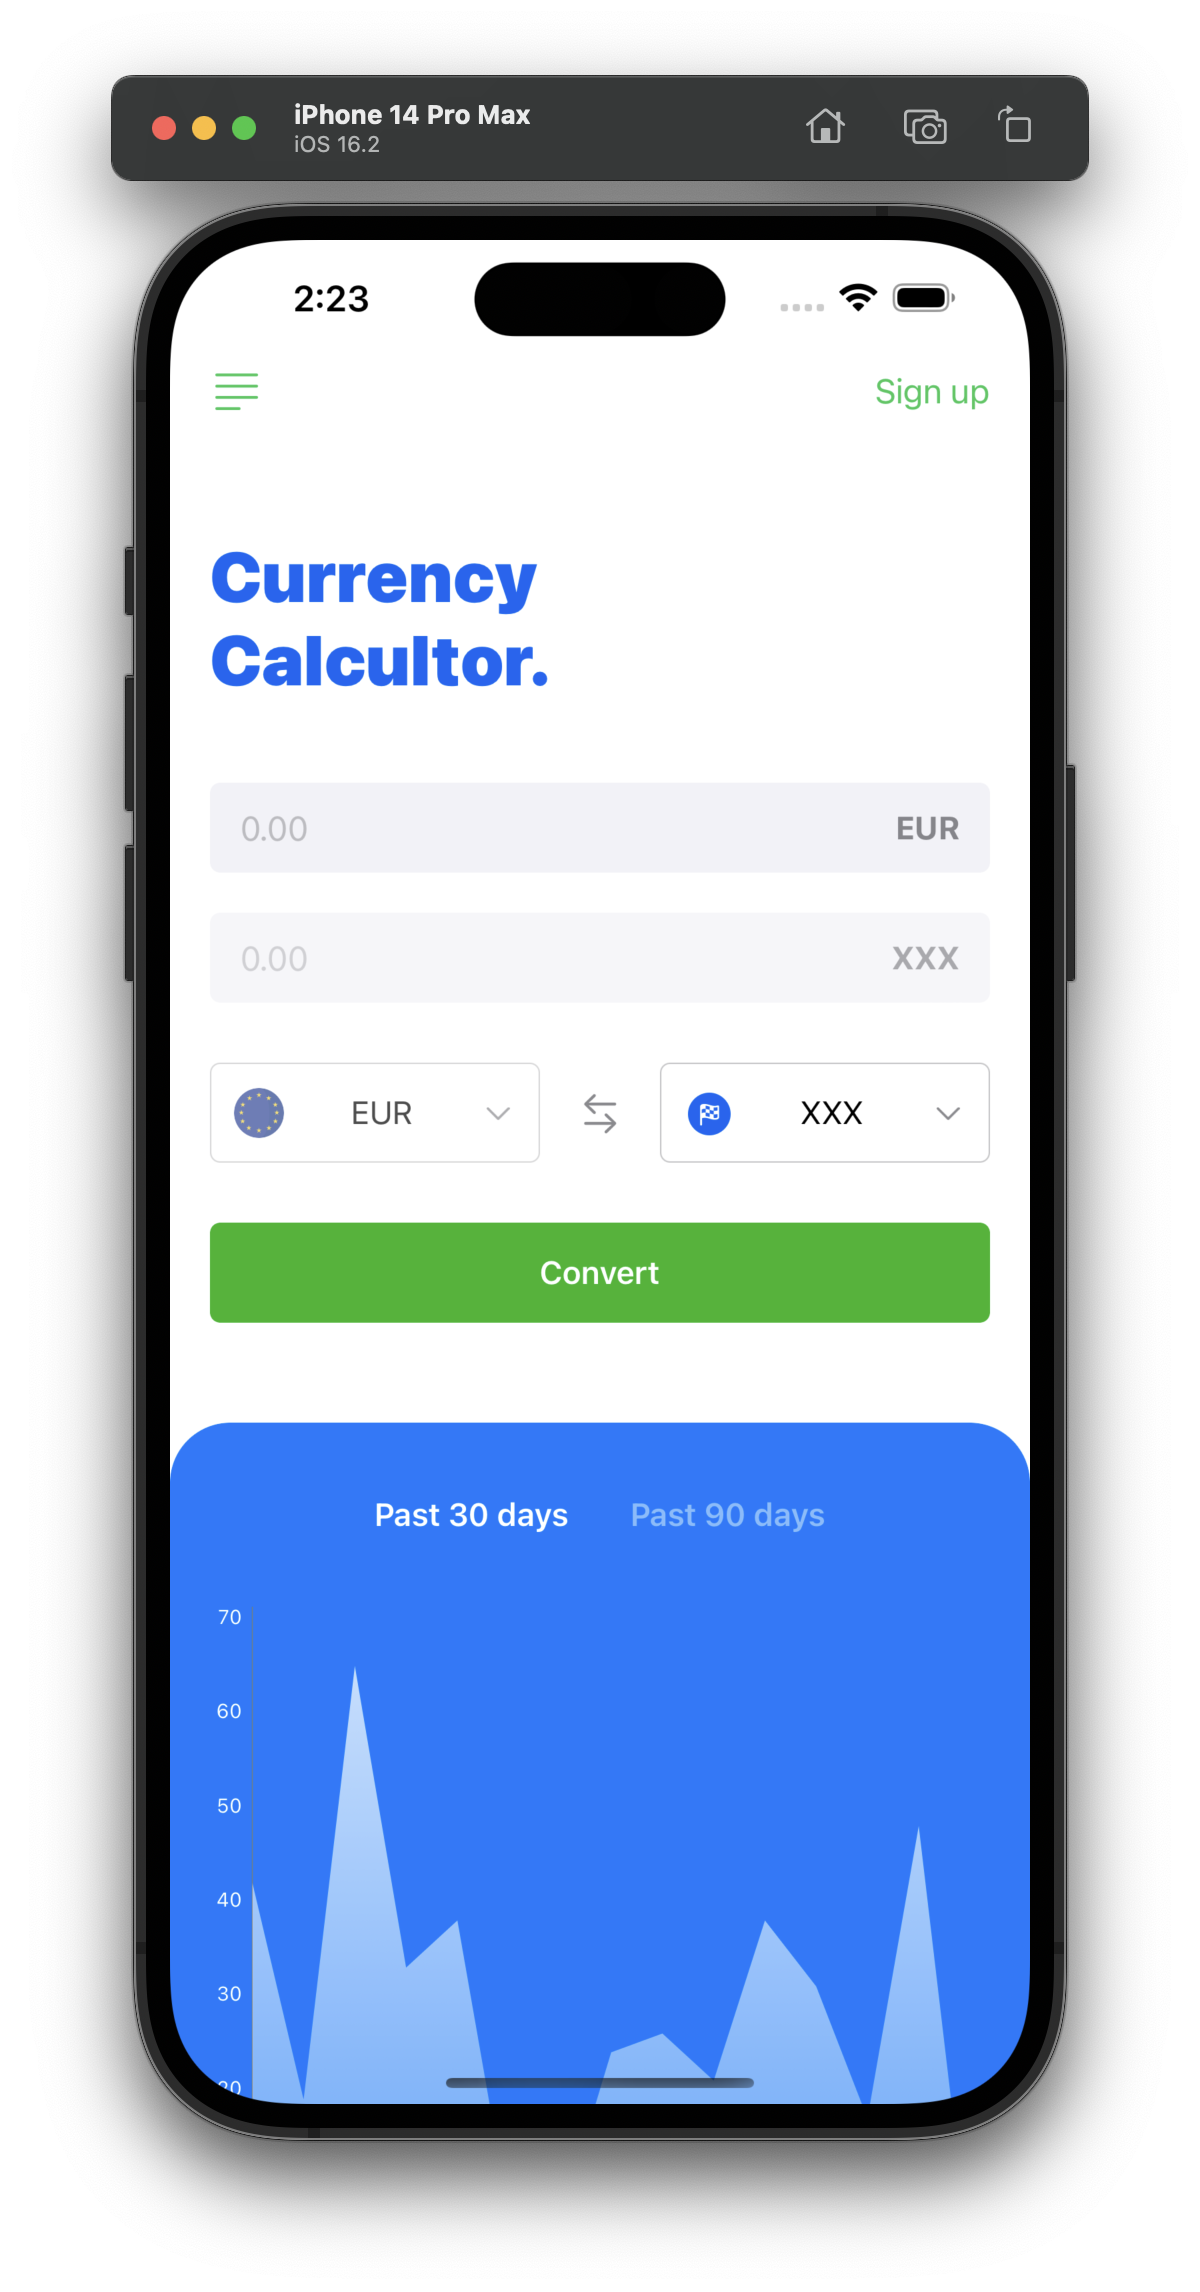 iPhone 14 Pro Max
iOS 16.2
2:23
Sign up
Currency
Calcultor.
0.00 EUR
0.00 XXX
EUR XXX
Convert
Past 30 days Past 90 days
70
60
50
40
30
20